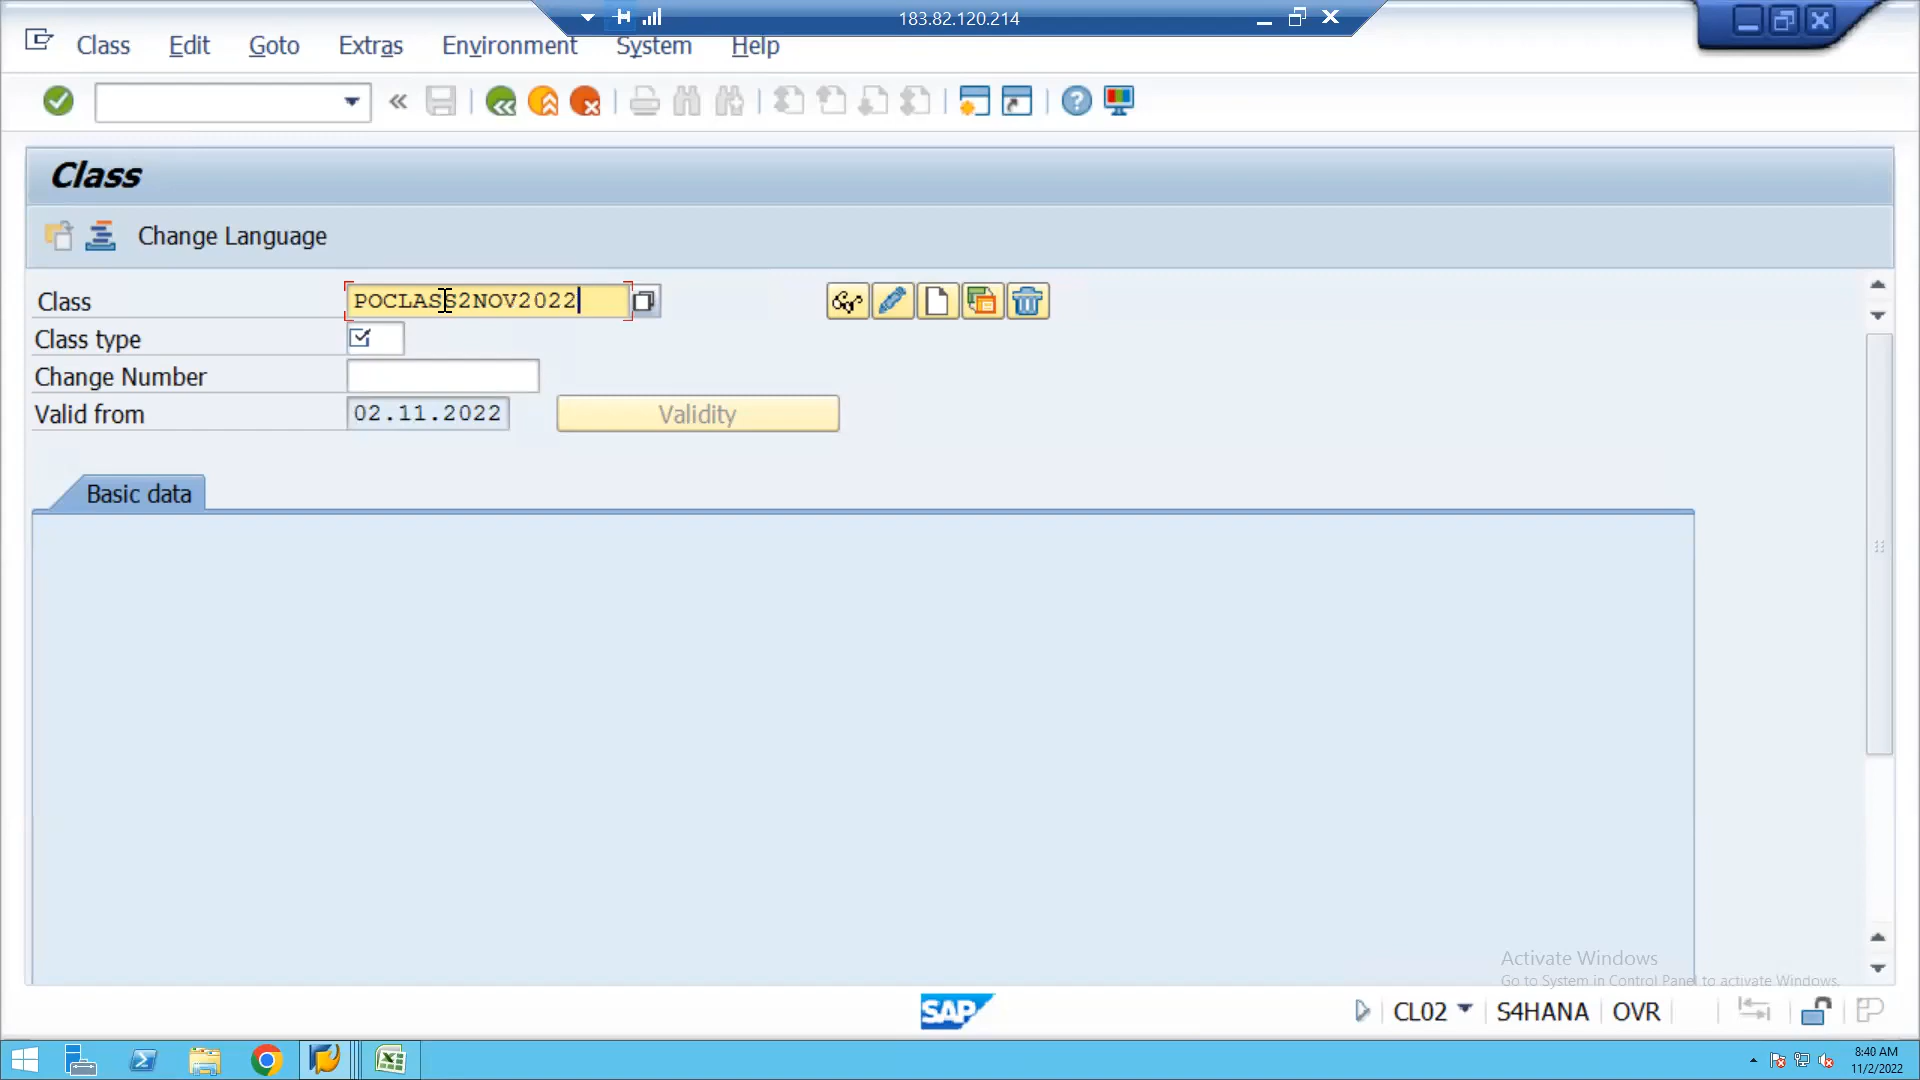 183.82.120.214
Class Edit Goto Extras Environment System Help
Class
Change Language
Class POCLASS2NOV2022
Class type
Change Number
Valid from 02.11.2022 Validity
Basic data
Activate Windows
Go to System in Control Panel to activate Windows.
SAP CL02 S4HANA OVR
8:40 AM
11/2/2022